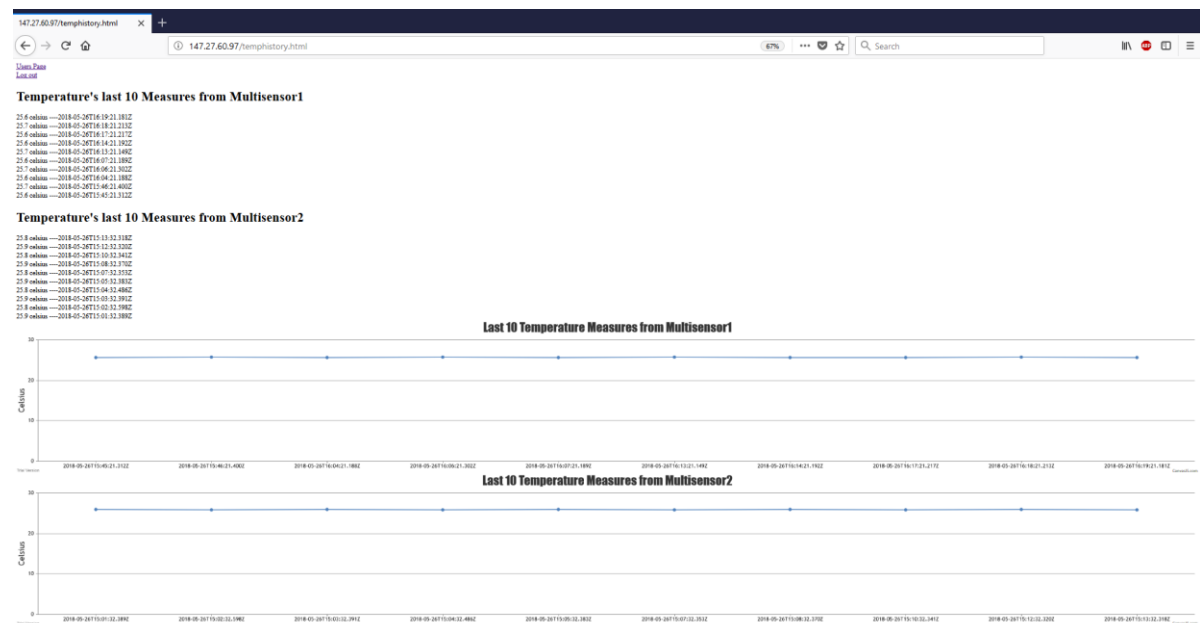 147.27.60.97/temphistory.html
147.27.60.97/temphistory.html
67%
Search
Users Page
Log out
Temperature's last 10 Measures from Multisensor1
25.6 celsius ----2018-05-26T16:19:21.181Z
25.7 celsius ----2018-05-26T16:18:21.213Z
25.6 celsius ----2018-05-26T16:17:21.217Z
25.6 celsius ----2018-05-26T16:14:21.192Z
25.7 celsius ----2018-05-26T16:13:21.149Z
25.6 celsius ----2018-05-26T16:07:21.189Z
25.7 celsius ----2018-05-26T16:06:21.302Z
25.6 celsius ----2018-05-26T16:04:21.188Z
25.7 celsius ----2018-05-26T15:46:21.400Z
25.6 celsius ----2018-05-26T15:45:21.312Z
Temperature's last 10 Measures from Multisensor2
25.8 celsius ----2018-05-26T15:13:32.318Z
25.9 celsius ----2018-05-26T15:12:32.320Z
25.8 celsius ----2018-05-26T15:10:32.341Z
25.9 celsius ----2018-05-26T15:08:32.370Z
25.8 celsius ----2018-05-26T15:07:32.353Z
25.9 celsius ----2018-05-26T15:05:32.383Z
25.8 celsius ----2018-05-26T15:04:32.486Z
25.9 celsius ----2018-05-26T15:03:32.391Z
25.8 celsius ----2018-05-26T15:02:32.598Z
25.9 celsius ----2018-05-26T15:01:32.389Z
Last 10 Temperature Measures from Multisensor1
30
20
Celsius
10
0
2018-05-26T15:45:21.312Z 2018-05-26T15:46:21.400Z 2018-05-26T16:04:21.188Z 2018-05-26T16:06:21.302Z 2018-05-26T16:07:21.189Z 2018-05-26T16:13:21.149Z 2018-05-26T16:14:21.192Z 2018-05-26T16:17:21.217Z 2018-05-26T16:18:21.213Z 2018-05-26T16:19:21.181Z
Trial Version
CanvasJS.com
Last 10 Temperature Measures from Multisensor2
30
20
Celsius
10
0
2018-05-26T15:01:32.389Z 2018-05-26T15:02:32.598Z 2018-05-26T15:03:32.391Z 2018-05-26T15:04:32.486Z 2018-05-26T15:05:32.383Z 2018-05-26T15:07:32.353Z 2018-05-26T15:08:32.370Z 2018-05-26T15:10:32.341Z 2018-05-26T15:12:32.320Z 2018-05-26T15:13:32.318Z